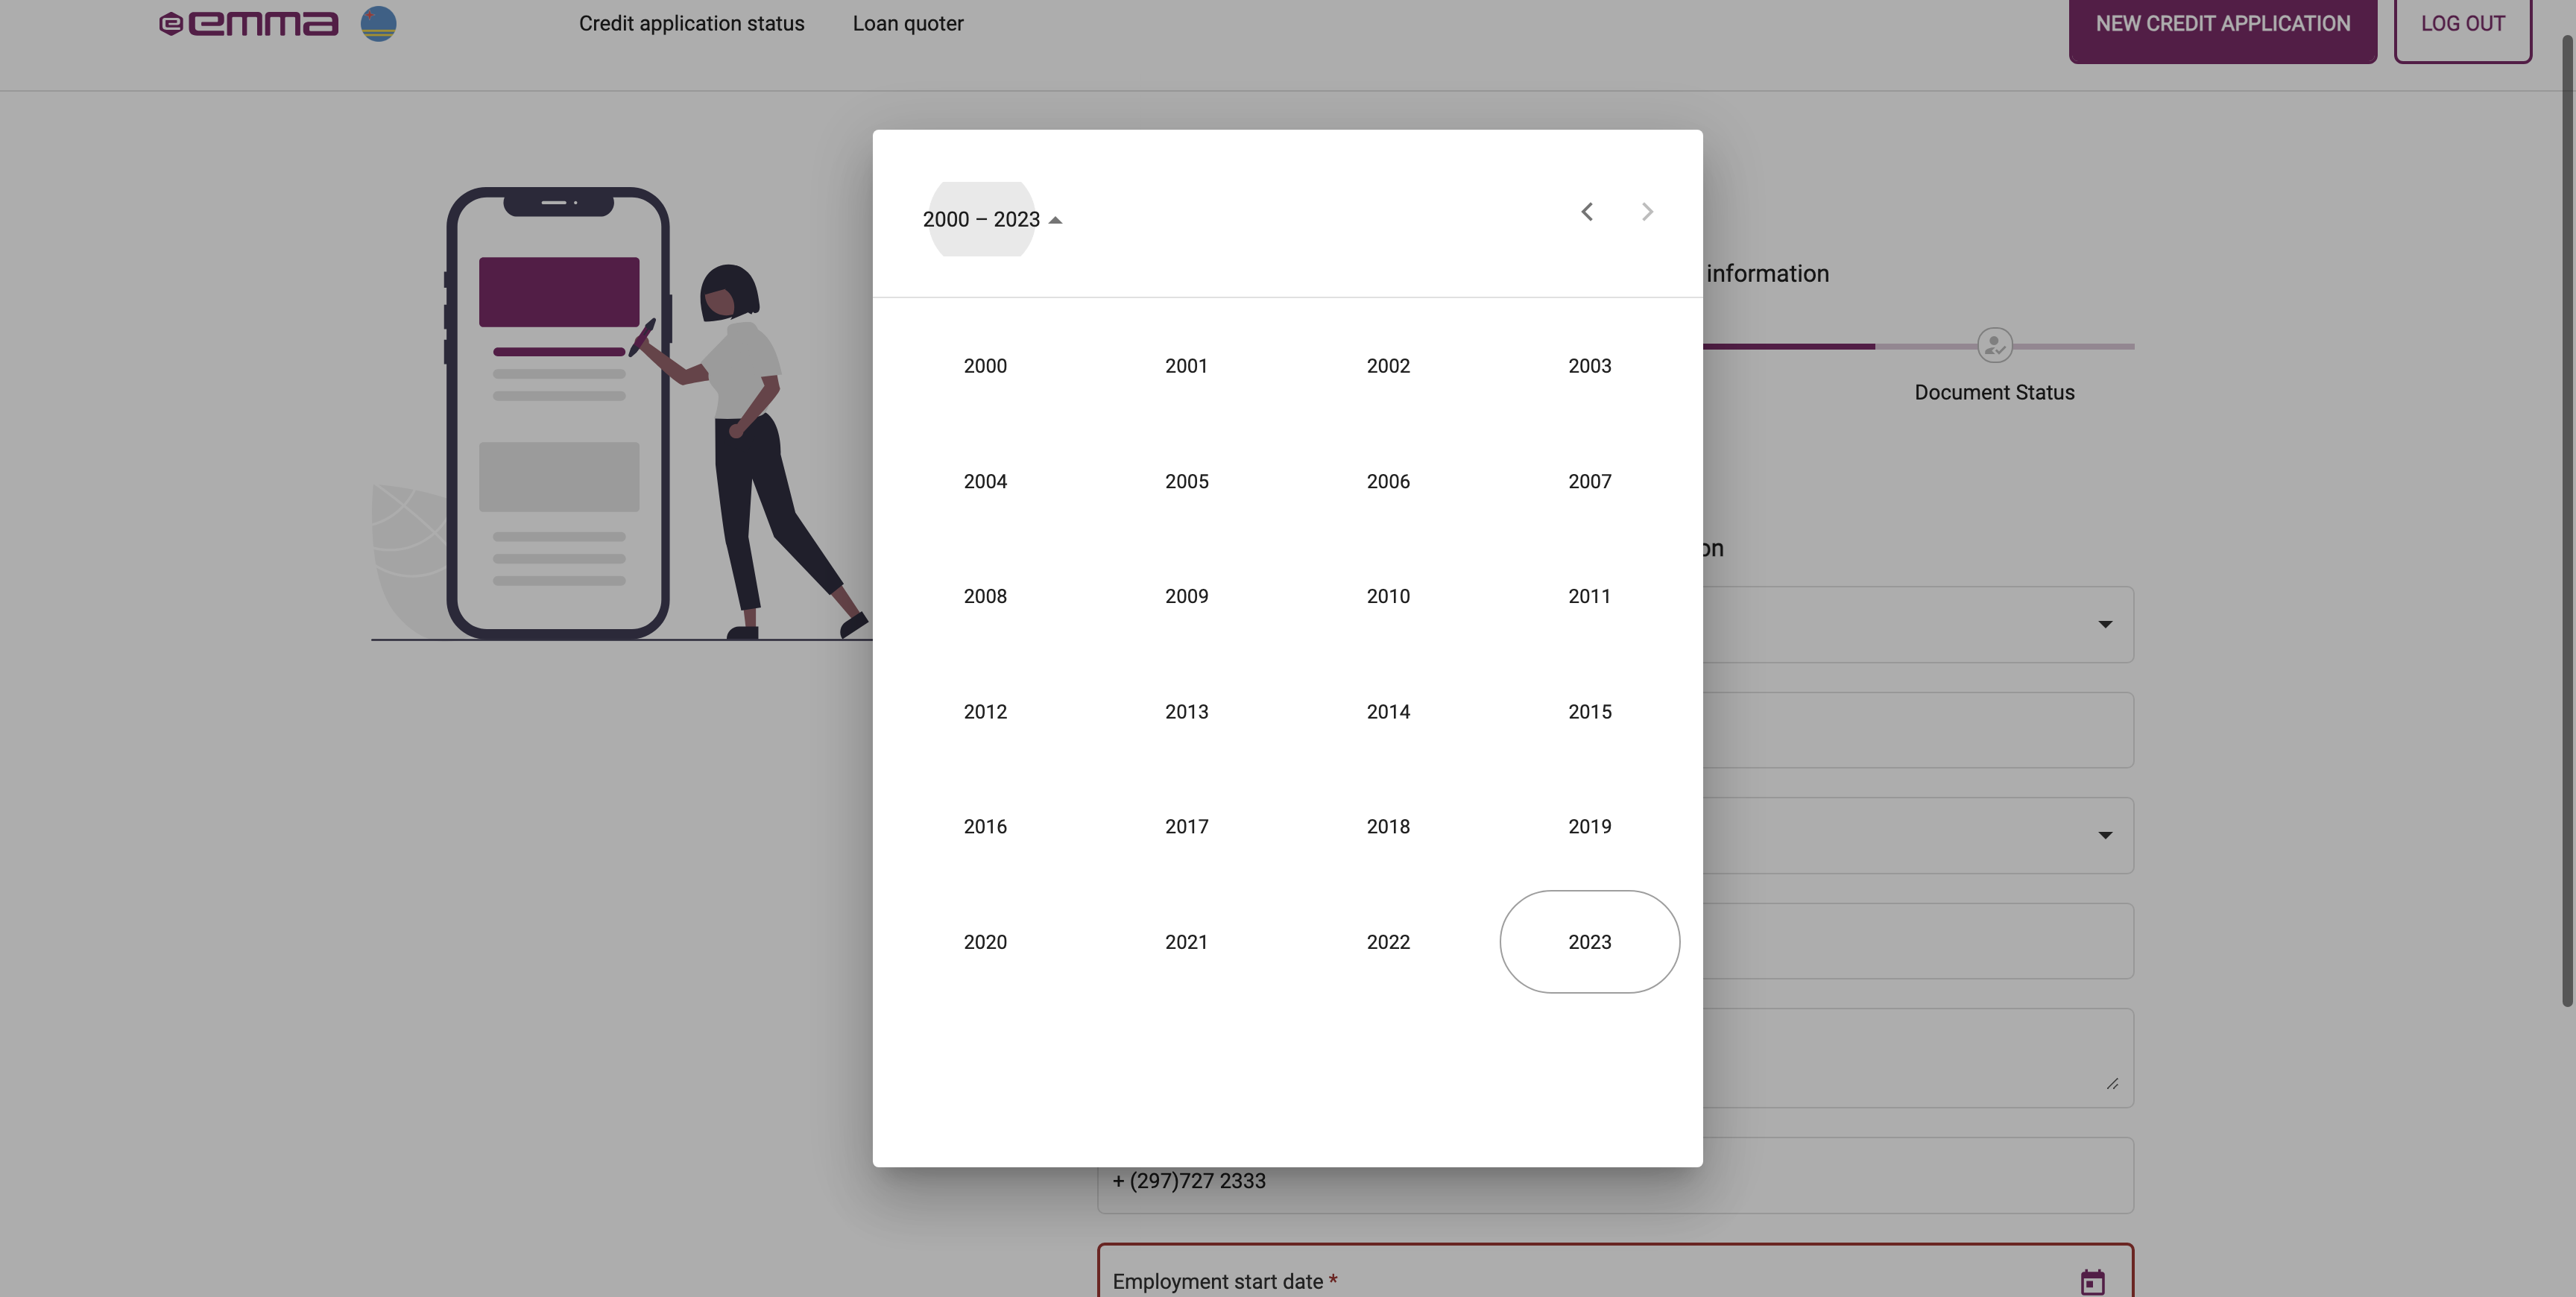 emma
Credit application status
Loan quoter
NEW CREDIT APPLICATION
LOG OUT
2000 – 2023
information
Document Status
2000 2001 2002 2003
2004 2005 2006 2007
on
2008 2009 2010 2011
2012 2013 2014 2015
2016 2017 2018 2019
2020 2021 2022 2023
+ (297)727 2333
Employment start date *